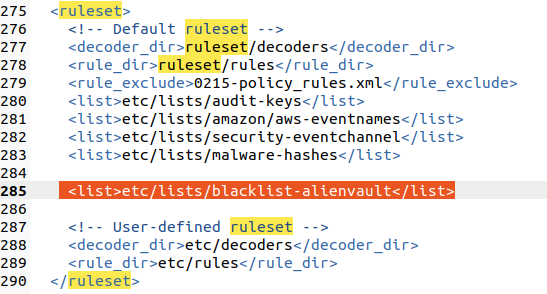 275 <ruleset>
276 <!-- Default ruleset -->
277 <decoder_dir>ruleset/decoders</decoder_dir>
278 <rule_dir>ruleset/rules</rule_dir>
279 <rule_exclude>0215-policy_rules.xml</rule_exclude>
280 <list>etc/lists/audit-keys</list>
281 <list>etc/lists/amazon/aws-eventnames</list>
282 <list>etc/lists/security-eventchannel</list>
283 <list>etc/lists/malware-hashes</list>
284
285 <list>etc/lists/blacklist-alienvault</list>
286
287 <!-- User-defined ruleset -->
288 <decoder_dir>etc/decoders</decoder_dir>
289 <rule_dir>etc/rules</rule_dir>
290 </ruleset>